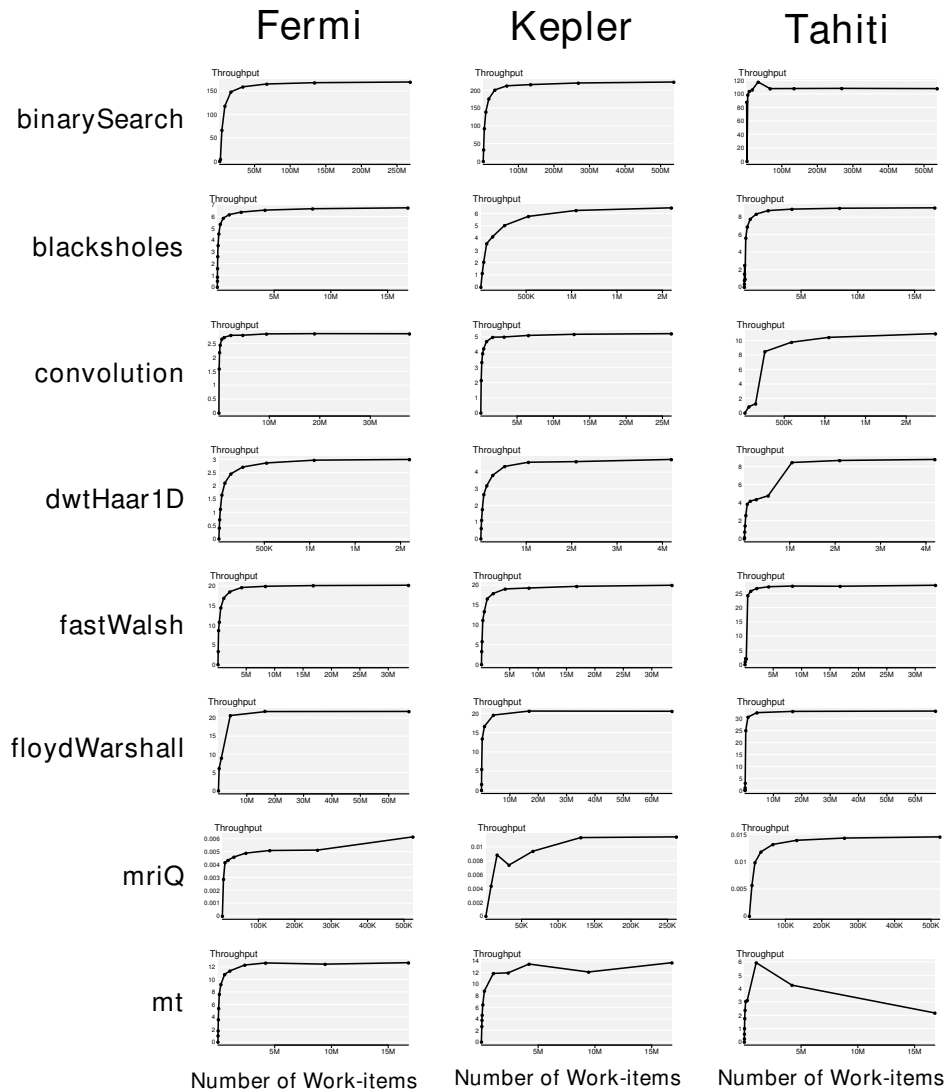 Fermi Kepler Tahiti
binarySearch
Throughput
150
100
50
0
50M 100M 150M 200M 250M
Throughput
200
150
100
50
0
100M 200M 300M 400M 500M
Throughput
120
100
80
60
40
20
0
100M 200M 300M 400M 500M
blacksholes
Throughput
7
6
5
4
3
2
1
0
5M 10M 15M
Throughput
6
5
4
3
2
1
0
500K 1M 1M 2M
Throughput
8
6
4
2
0
5M 10M 15M
convolution
Throughput
2.5
2
1.5
1
0.5
0
10M 20M 30M
Throughput
5
4
3
2
1
0
5M 10M 15M 20M 25M
Throughput
10
8
6
4
2
0
500K 1M 1M 2M
dwtHaar1D
Throughput
3
2.5
2
1.5
1
0.5
0
500K 1M 1M 2M
Throughput
4
3
2
1
0
1M 2M 3M 4M
Throughput
8
6
4
2
0
1M 2M 3M 4M
fastWalsh
Throughput
20
15
10
5
0
5M 10M 15M 20M 25M 30M
Throughput
20
15
10
5
0
5M 10M 15M 20M 25M 30M
Throughput
25
20
15
10
5
0
5M 10M 15M 20M 25M 30M
floydWarshall
Throughput
20
15
10
5
0
10M 20M 30M 40M 50M 60M
Throughput
20
15
10
5
0
10M 20M 30M 40M 50M 60M
Throughput
30
25
20
15
10
5
0
10M 20M 30M 40M 50M 60M
mriQ
Throughput
0.006
0.005
0.004
0.003
0.002
0.001
0
100K 200K 300K 400K 500K
Throughput
0.01
0.008
0.006
0.004
0.002
0
50K 100K 150K 200K 250K
Throughput
0.015
0.01
0.005
0
100K 200K 300K 400K 500K
mt
Throughput
12
10
8
6
4
2
0
5M 10M 15M
Throughput
14
12
10
8
6
4
2
0
5M 10M 15M
Throughput
6
5
4
3
2
1
0
5M 10M 15M
Number of Work-items Number of Work-items Number of Work-items